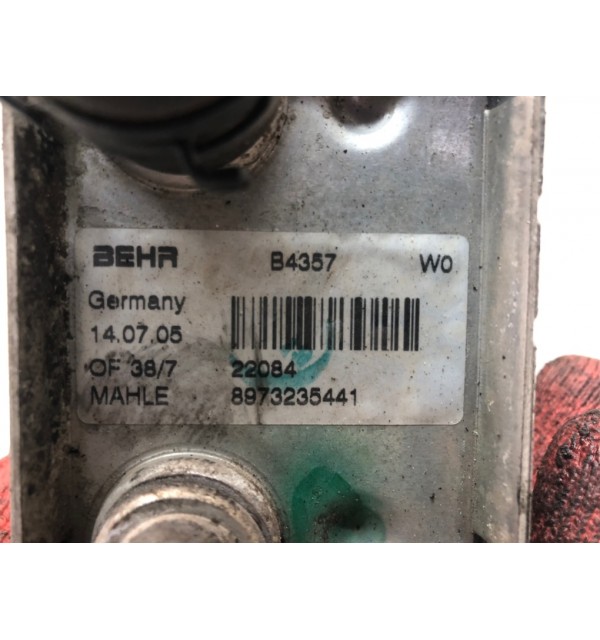 BEHR B4357 W0
Germany
14.07.05
OF 38/7 22084
MAHLE 8973235441